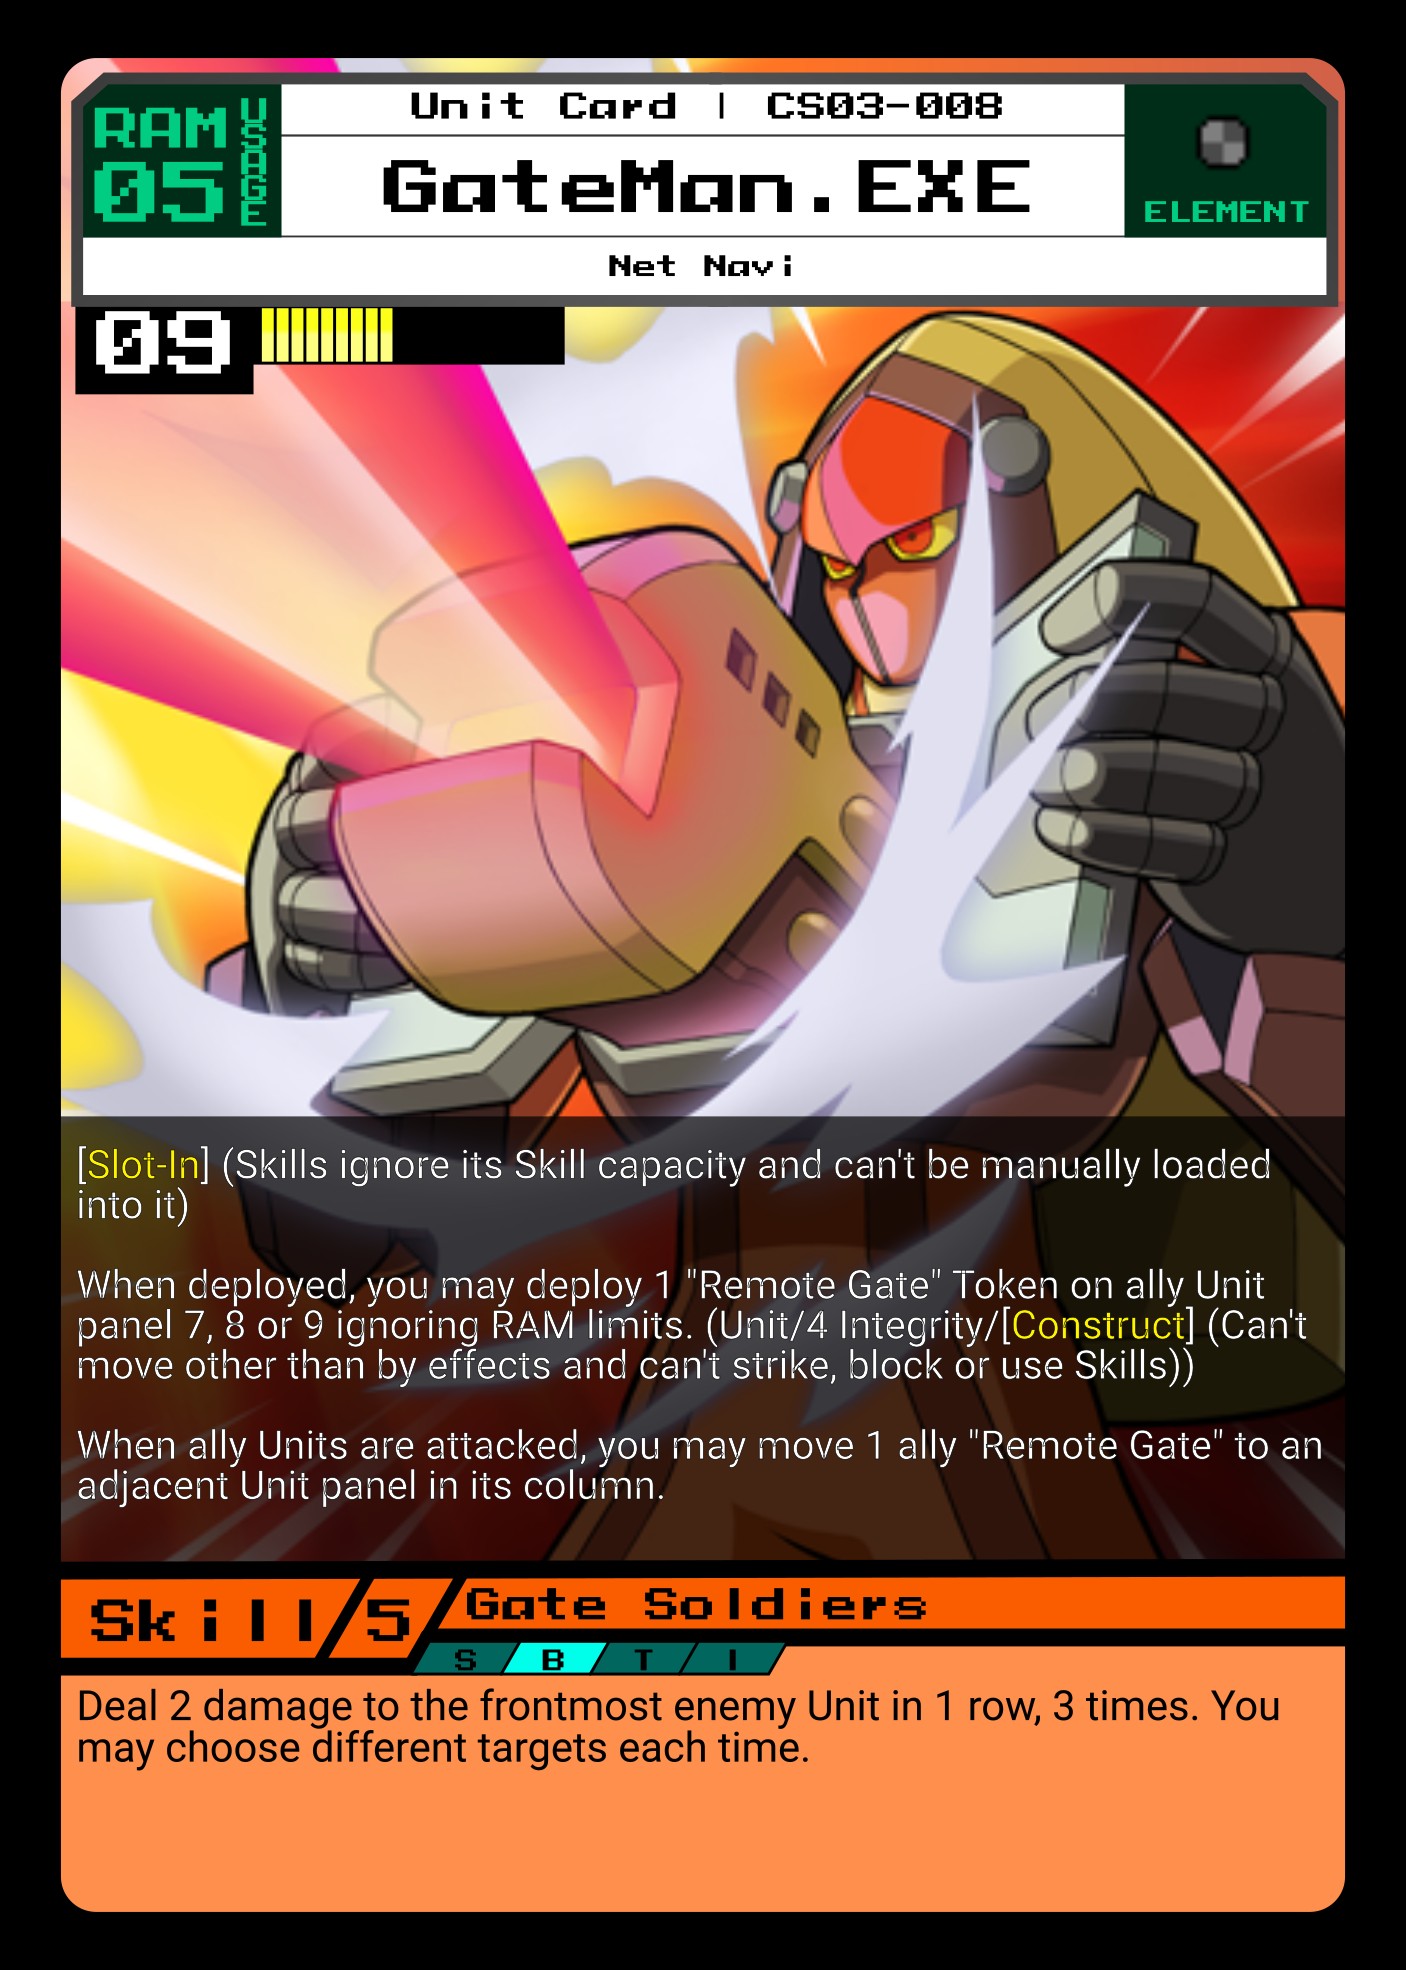 RAM
05
USAGE
Unit Card | CS03-008
GateMan.EXE
ELEMENT
Net Navi
09
[Slot-In] (Skills ignore its Skill capacity and can't be manually loaded
into it)
When deployed, you may deploy 1 "Remote Gate" Token on ally Unit
panel 7, 8 or 9 ignoring RAM limits. (Unit/4 Integrity/[Construct] (Can't
move other than by effects and can't strike, block or use Skills))
When ally Units are attacked, you may move 1 ally "Remote Gate" to an
adjacent Unit panel in its column.
Skill/5 Gate Soldiers
S B T I
Deal 2 damage to the frontmost enemy Unit in 1 row, 3 times. You
may choose different targets each time.